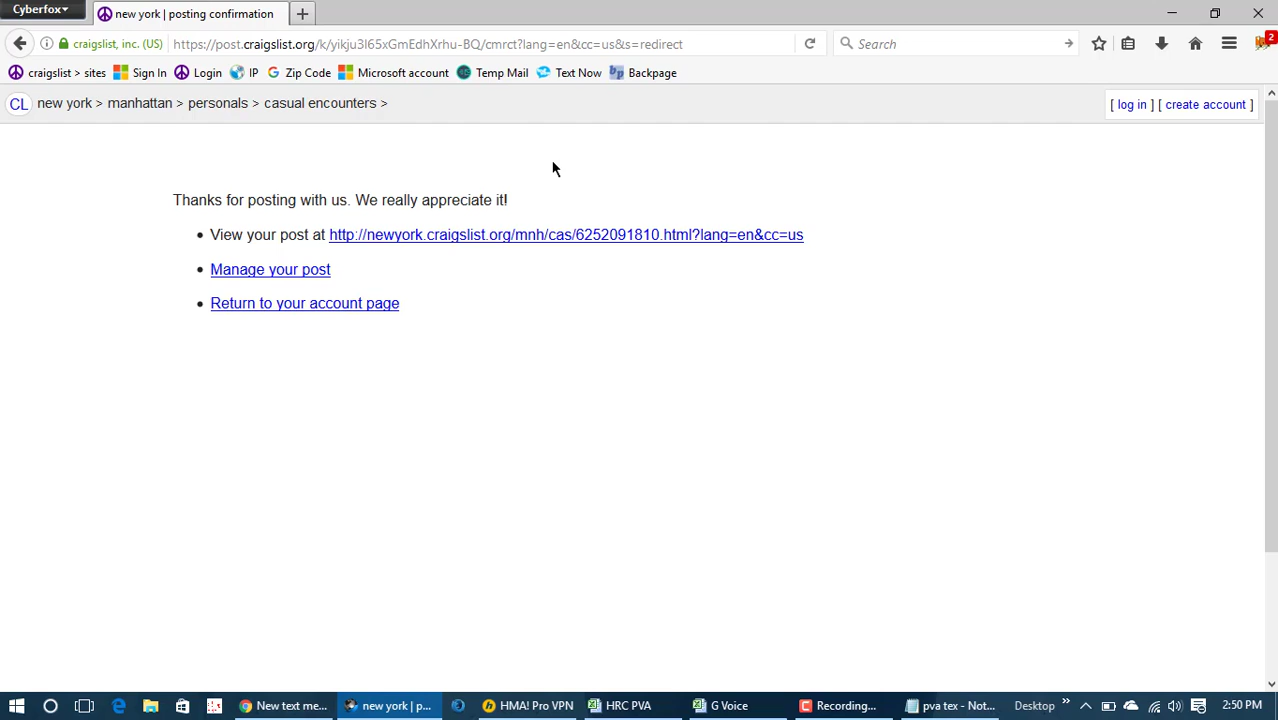 Cyberfox
new york | posting confirmation
craigslist, inc. (US) https://post.craigslist.org/k/yikju3l65xGmEdhXrhu-BQ/cmrct?lang=en&cc=us&s=redirect Search 2
craigslist > sites Sign In Login IP Zip Code Microsoft account Temp Mail Text Now Backpage
CL new york > manhattan > personals > casual encounters > [ log in ] [ create account ]
Thanks for posting with us. We really appreciate it!
• View your post at http://newyork.craigslist.org/mnh/cas/6252091810.html?lang=en&cc=us
• Manage your post
• Return to your account page
New text me... new york | p... HMA! Pro VPN HRC PVA G Voice Recording... pva tex - Not... Desktop 2:50 PM